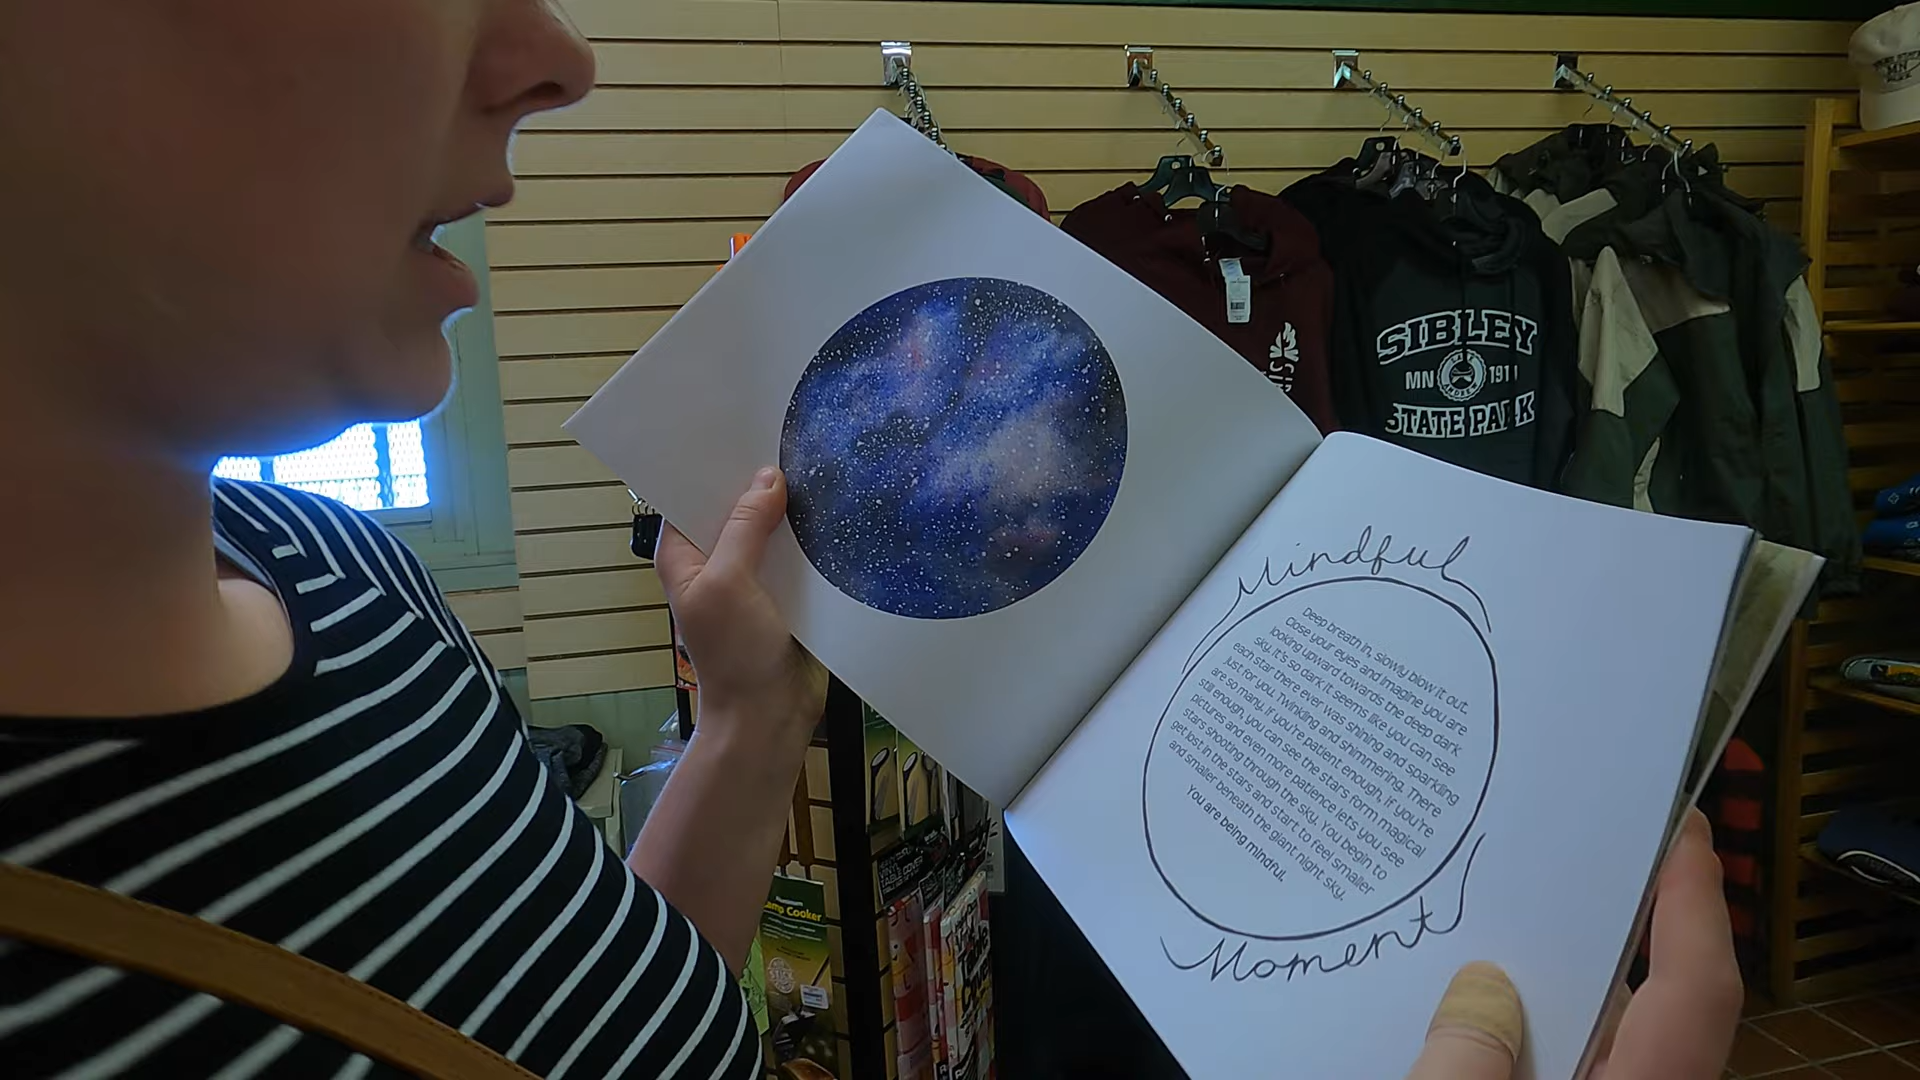 Mindful
Deep breath in, slowly blow it out.
Close your eyes and imagine you are
looking upward towards the deep dark
sky. It's so dark it seems like you can see
each star there ever was shining and sparkling
just for you. Twinkling and shimmering. There
are so many. If you're patient enough, if you're
still enough, you can see the stars form magical
pictures and even more patience lets you see
stars shooting through the sky. You begin to
get lost in the stars and start to feel smaller
and smaller beneath the giant night sky.
You are being mindful.
Moment
SIBLEY
MN 191
STATE PARK
MN
PARK
Camp Cooker
STICK